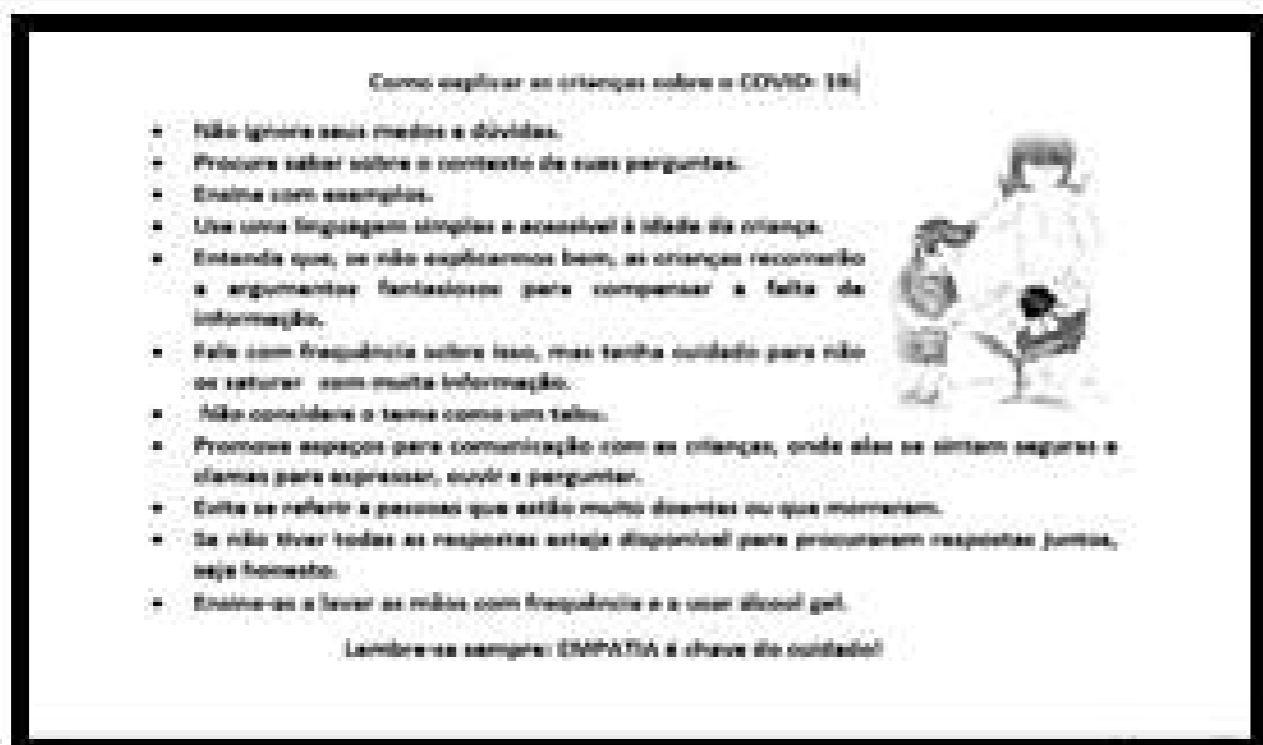 Como explicar as crianças sobre o COVID- 19:
• Não ignore seus medos e dúvidas.
• Procure saber sobre o contexto de suas perguntas.
• Ensine com exemplos.
• Use uma linguagem simples e acessível à idade da criança.
• Entenda que, se não explicarmos bem, as crianças recorrerão
a argumentos fantasiosos para compensar a falta de
informação.
• Fale com frequência sobre isso, mas tenha cuidado para não
os saturar com muita informação.
• Não considere o tema como um tabu.
• Promova espaços para comunicação com as crianças, onde elas se sintam seguras e
para expressar, ouvir e perguntar.
• Evite se referir a pessoas que estão muito doentes ou que morreram.
• Se não tiver todas as respostas esteja disponível para procurarem respostas juntos,
seja honesto.
• Ensine-os a lavar as mãos com frequência e a usar álcool gel.
Lembre-se sempre: EMPATIA é chave do cuidado!